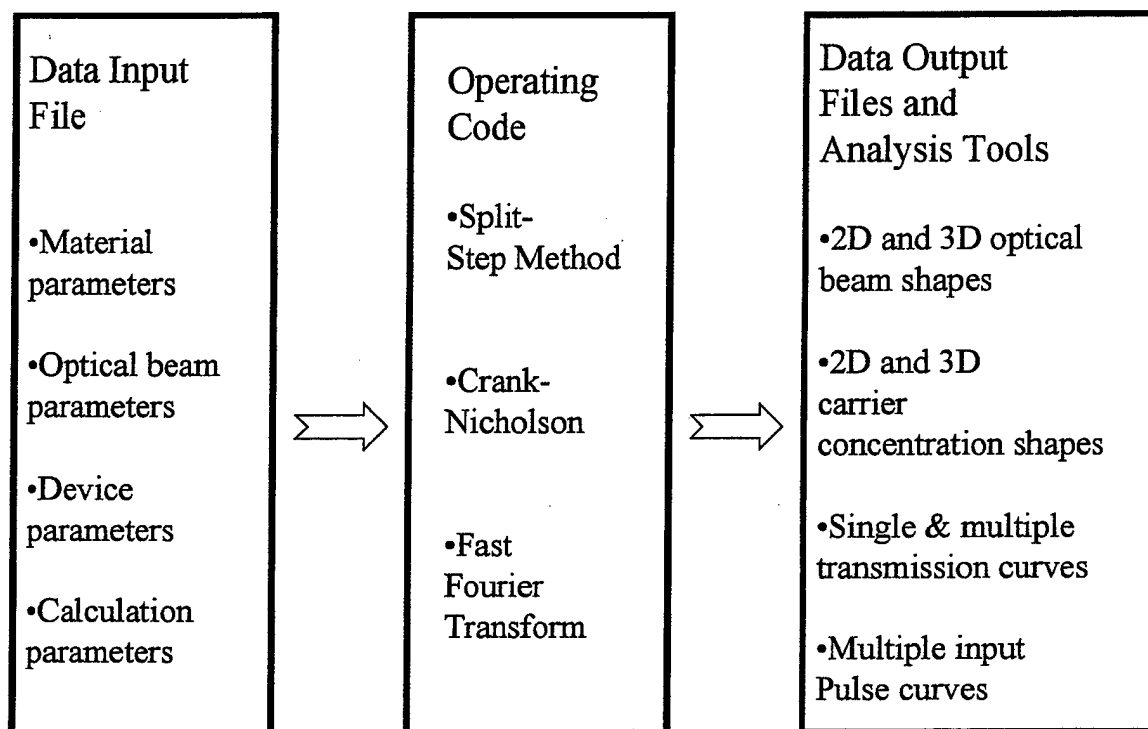 Data Input
File
•Material
parameters
•Optical beam
parameters
•Device
parameters
•Calculation
parameters
Operating
Code
•Split-
Step Method
•Crank-
Nicholson
•Fast
Fourier
Transform
Data Output
Files and
Analysis Tools
•2D and 3D optical
beam shapes
•2D and 3D
carrier
concentration shapes
•Single & multiple
transmission curves
•Multiple input
Pulse curves